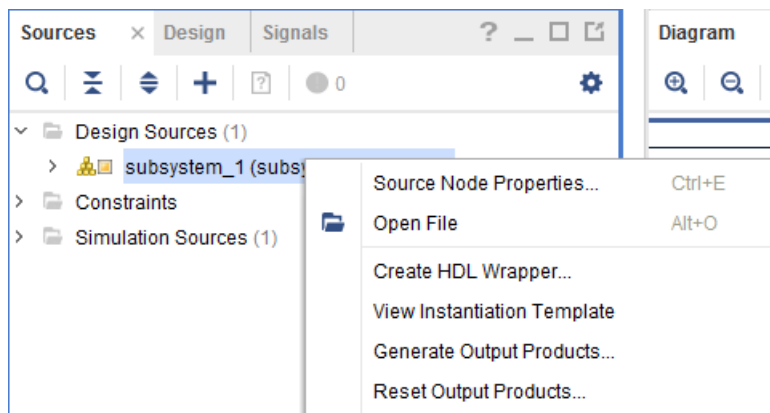 Sources × Design Signals ? Diagram
0
Design Sources (1)
subsystem_1 (subsy
Constraints
Simulation Sources (1)
Source Node Properties... Ctrl+E
Open File Alt+O
Create HDL Wrapper...
View Instantiation Template
Generate Output Products...
Reset Output Products...